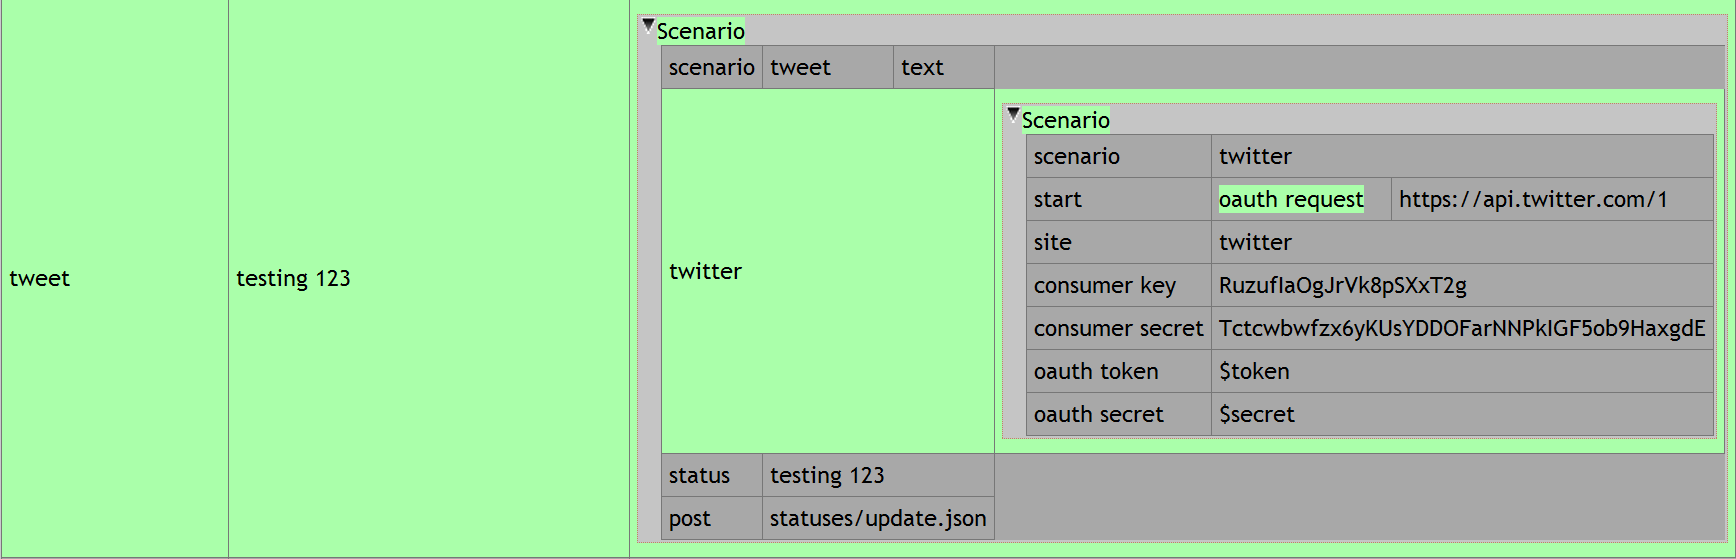 Scenario
scenario tweet text
Scenario
scenario twitter
start oauth request https://api.twitter.com/1
site twitter
twitter
consumer key RuzufIaOgJrVk8pSXxT2g
tweet testing 123
consumer secret Tctcwbwfzx6yKUsYDDOFarNNPkIGF5ob9HaxgdE
oauth token $token
oauth secret $secret
status testing 123
post statuses/update.json